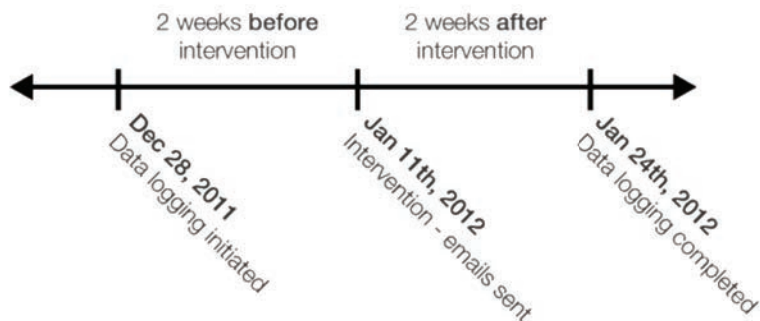 2 weeks before
intervention
2 weeks after
intervention
Dec 28, 2011
Data logging initiated
Jan 11th, 2012
Intervention - emails sent
Jan 24th, 2012
Data logging completed